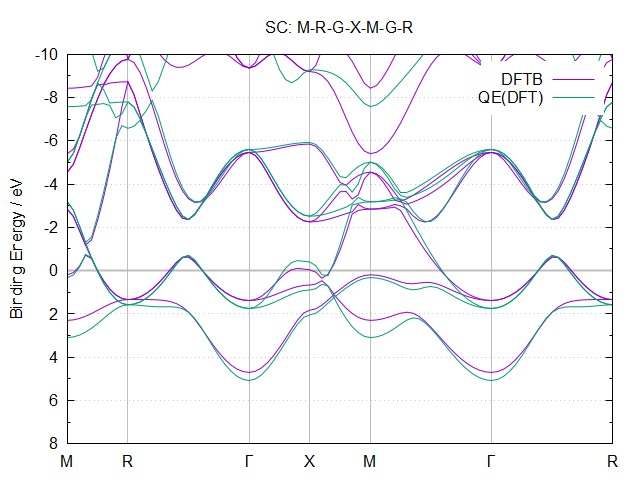 SC: M-R-G-X-M-G-R
-10
DFTB
-8
QE(DFT)
-6
-4
-2
0
2
4
6
8
Binding Energy / eV
M R Γ X M Γ R